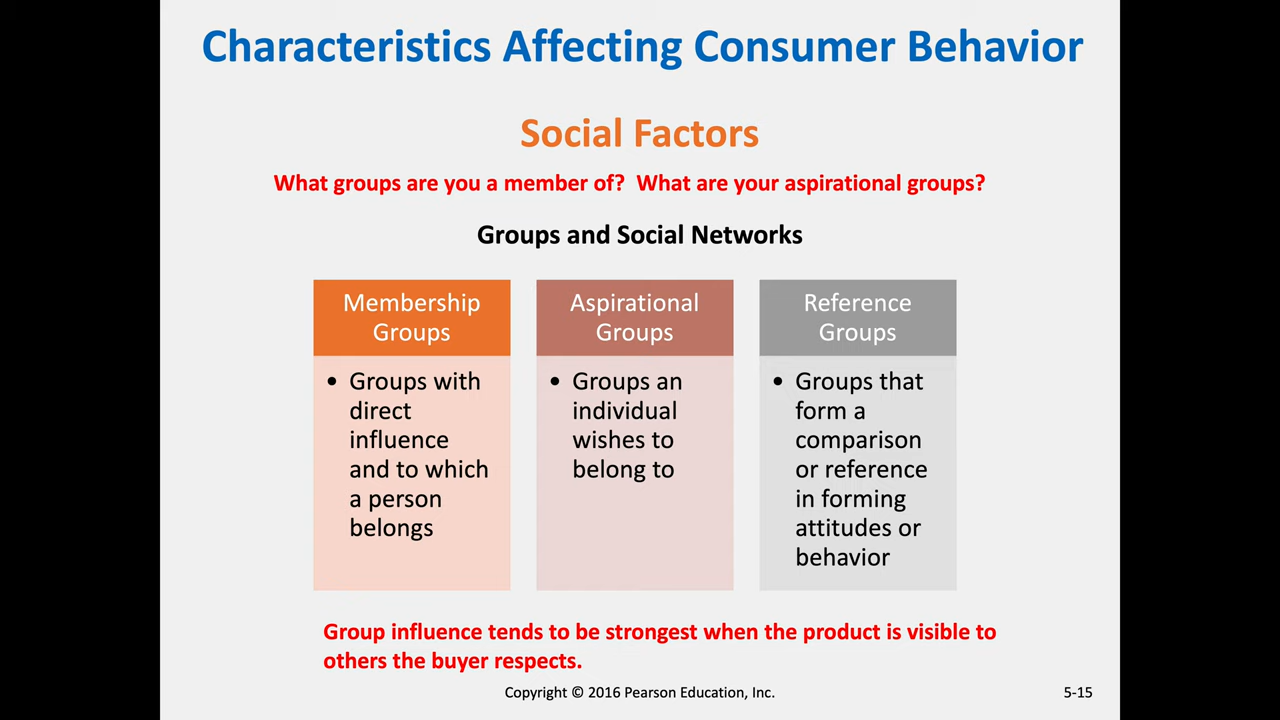 Characteristics Affecting Consumer Behavior
Social Factors
What groups are you a member of?  What are your aspirational groups?
Groups and Social Networks
Membership
Groups
• Groups with
direct
influence
and to which
a person
belongs
Aspirational
Groups
• Groups an
individual
wishes to
belong to
Reference
Groups
• Groups that
form a
comparison
or reference
in forming
attitudes or
behavior
Group influence tends to be strongest when the product is visible to
others the buyer respects.
Copyright © 2016 Pearson Education, Inc.
5-15